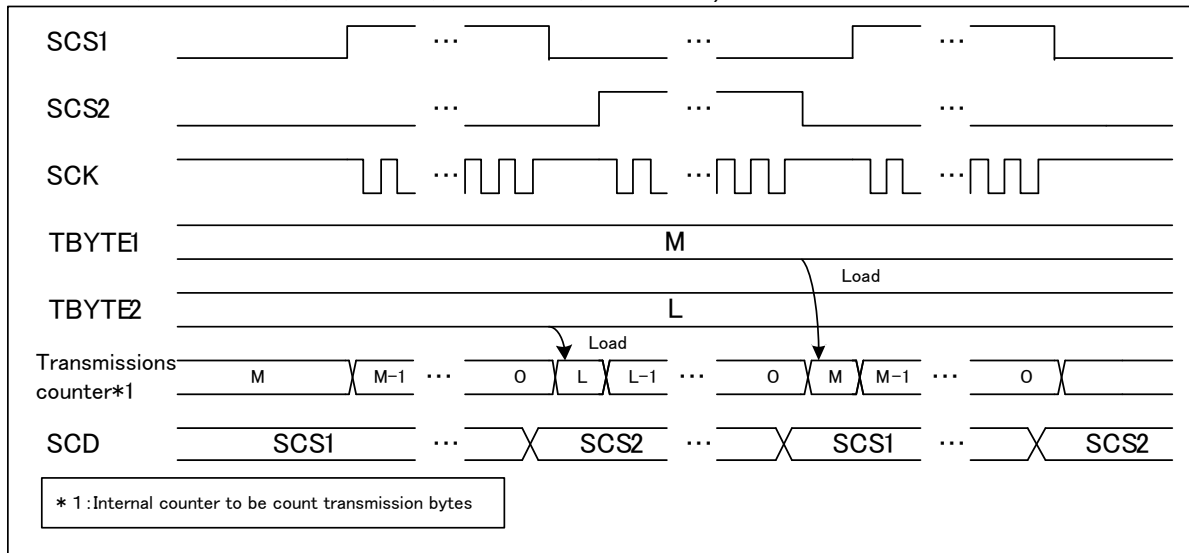 SCS1 ... ... ...
SCS2 ... ... ...
SCK ... ... ...
TBYTE1 M
Load
TBYTE2 L
Load
Transmissions
counter*1 M M-1 ... 0 L L-1 ... 0 M M-1 ... 0
SCD SCS1 ... SCS2 ... SCS1 ... SCS2
* 1 :Internal counter to be count transmission bytes